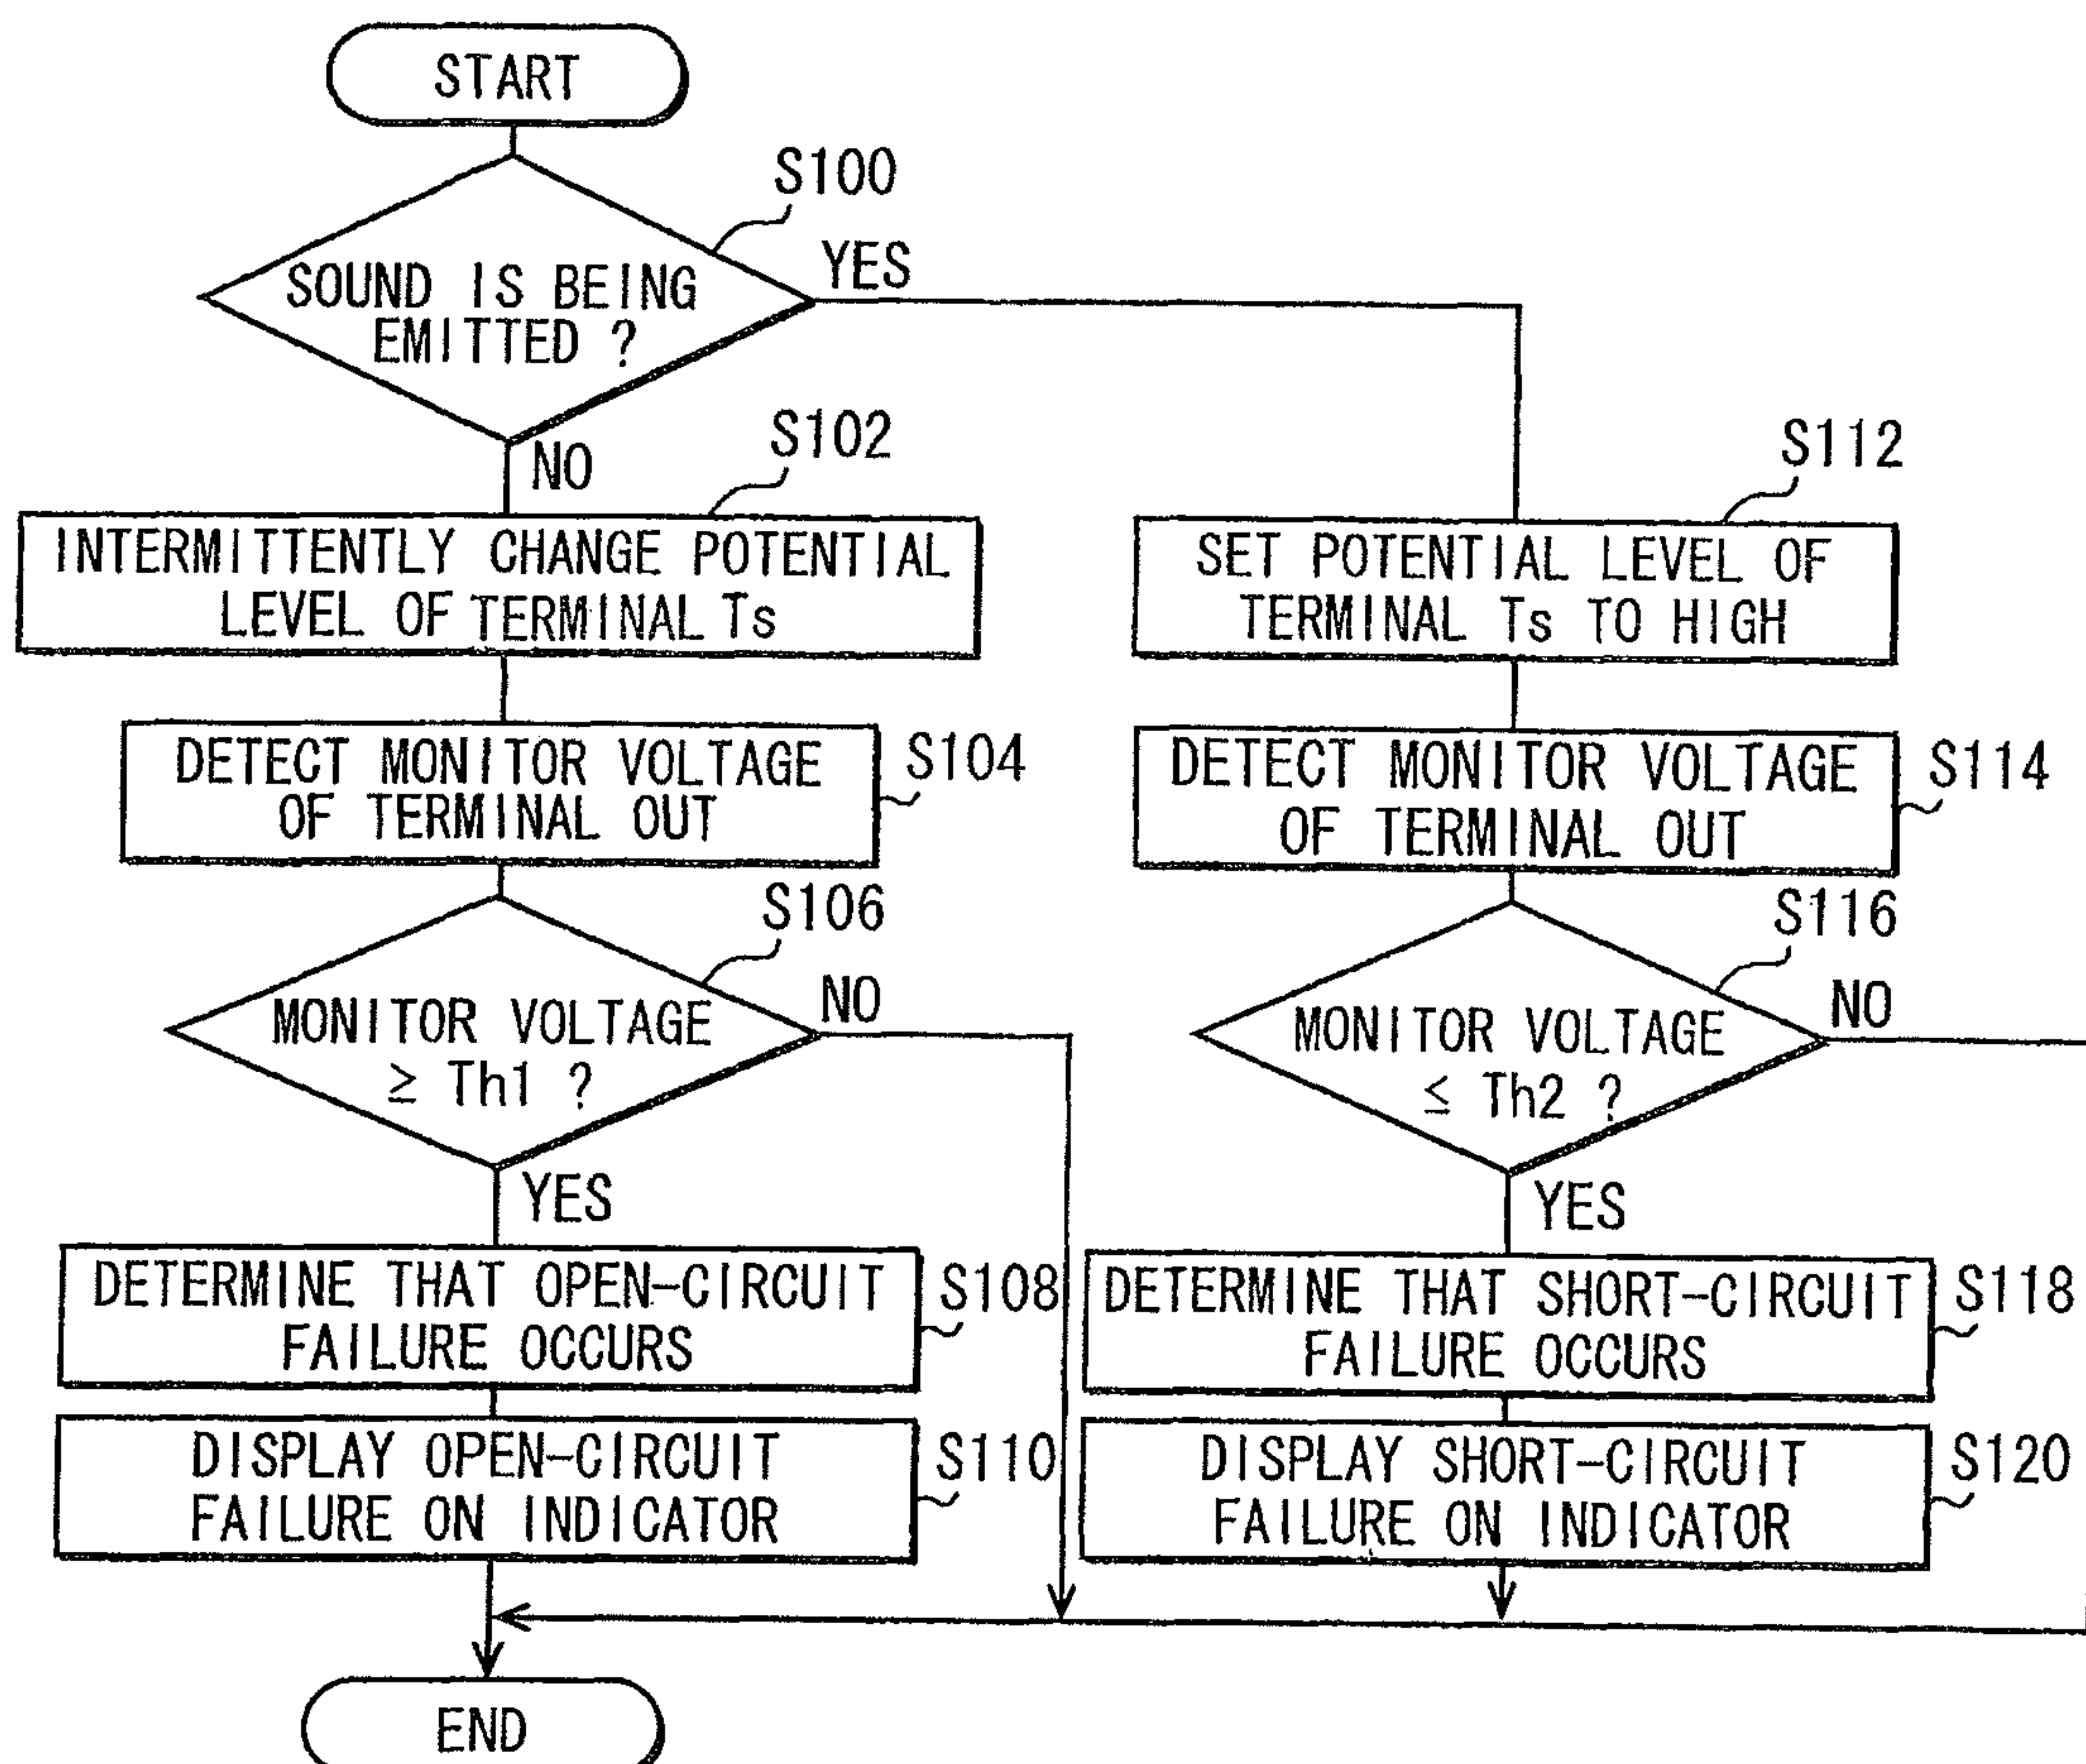 START
S100
SOUND IS BEING
EMITTED ?
YES
NO
S102
INTERMITTENTLY CHANGE POTENTIAL
LEVEL OF TERMINAL Ts
DETECT MONITOR VOLTAGE
OF TERMINAL OUT
S104
S106
MONITOR VOLTAGE
≥ Th1 ?
NO
YES
DETERMINE THAT OPEN-CIRCUIT
FAILURE OCCURS
S108
DISPLAY OPEN-CIRCUIT
FAILURE ON INDICATOR
S110
S112
SET POTENTIAL LEVEL OF
TERMINAL Ts TO HIGH
DETECT MONITOR VOLTAGE
OF TERMINAL OUT
S114
S116
MONITOR VOLTAGE
≤ Th2 ?
NO
YES
DETERMINE THAT SHORT-CIRCUIT
FAILURE OCCURS
S118
DISPLAY SHORT-CIRCUIT
FAILURE ON INDICATOR
S120
END